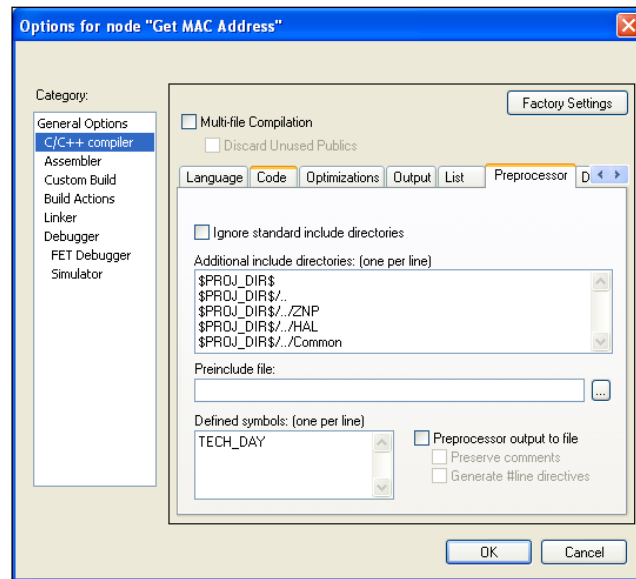 Options for node "Get MAC Address"
Category:
General Options
C/C++ compiler
Assembler
Custom Build
Build Actions
Linker
Debugger
FET Debugger
Simulator
Factory Settings
Multi-file Compilation
Discard Unused Publics
Language Code Optimizations Output List Preprocessor D
Ignore standard include directories
Additional include directories: (one per line)
$PROJ_DIR$
$PROJ_DIR$/..
$PROJ_DIR$/../ZNP
$PROJ_DIR$/../HAL
$PROJ_DIR$/../Common
Preinclude file:
...
Defined symbols: (one per line)
TECH_DAY
Preprocessor output to file
Preserve comments
Generate #line directives
OK Cancel